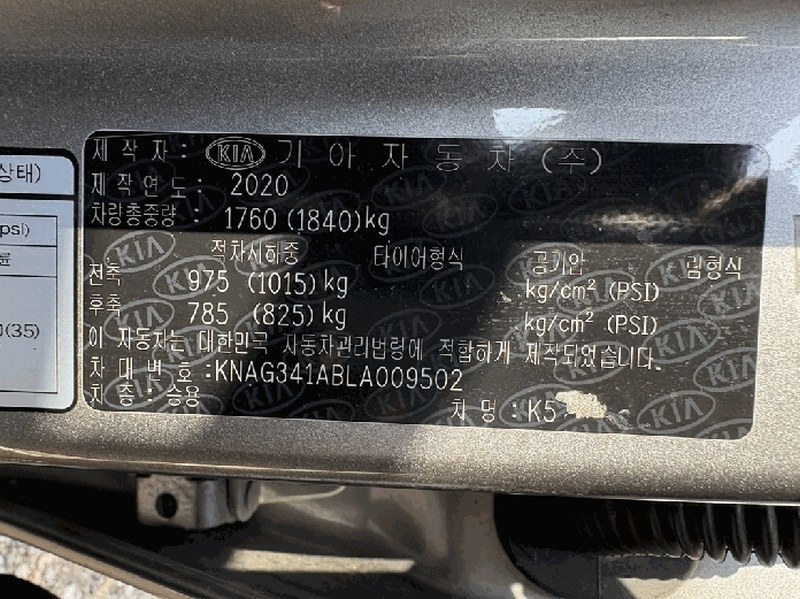 상태)
psi)
륜
(35)
제 작 자 : KIA 기 아 자 동 차 (주)
제 작 연 도 : 2020
차량총중량 : 1760 (1840)kg
적차시하중 타이어형식 공기압 림형식
전축 975 (1015)kg kg/cm² (PSI)
후축 785 (825)kg kg/cm² (PSI)
이 자동차는 대한민국 자동차관리법령에 적합하게 제작되었습니다.
차 대 번 호 :KNAG341ABLA009502
차 종 : 승용 차 명 : K5